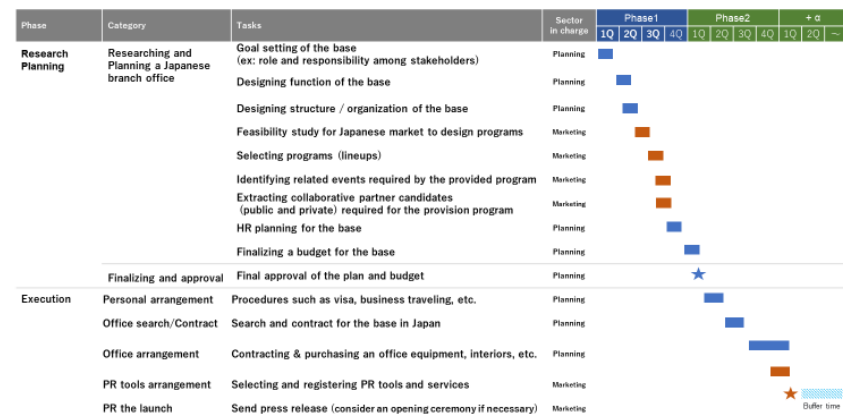 Phase Category Tasks Sector in charge Phase1 Phase2 + α
1Q 2Q 3Q 4Q 1Q 2Q 3Q 4Q 1Q 2Q ～
Research Planning
Researching and Planning a Japanese branch office
Goal setting of the base
(ex: role and responsibility among stakeholders)
Planning
Designing function of the base Planning
Designing structure / organization of the base Planning
Feasibility study for Japanese market to design programs Marketing
Selecting programs (lineups) Marketing
Identifying related events required by the provided program Marketing
Extracting collaborative partner candidates
(public and private) required for the provision program
Marketing
HR planning for the base Planning
Finalizing a budget for the base Planning
Finalizing and approval Final approval of the plan and budget Planning
Execution Personal arrangement Procedures such as visa, business traveling, etc. Planning
Office search/Contract Search and contract for the base in Japan Planning
Office arrangement Contracting & purchasing an office equipment, interiors, etc. Planning
PR tools arrangement Selecting and registering PR tools and services Marketing
PR the launch Send press release (consider an opening ceremony if necessary) Marketing
Buffer time